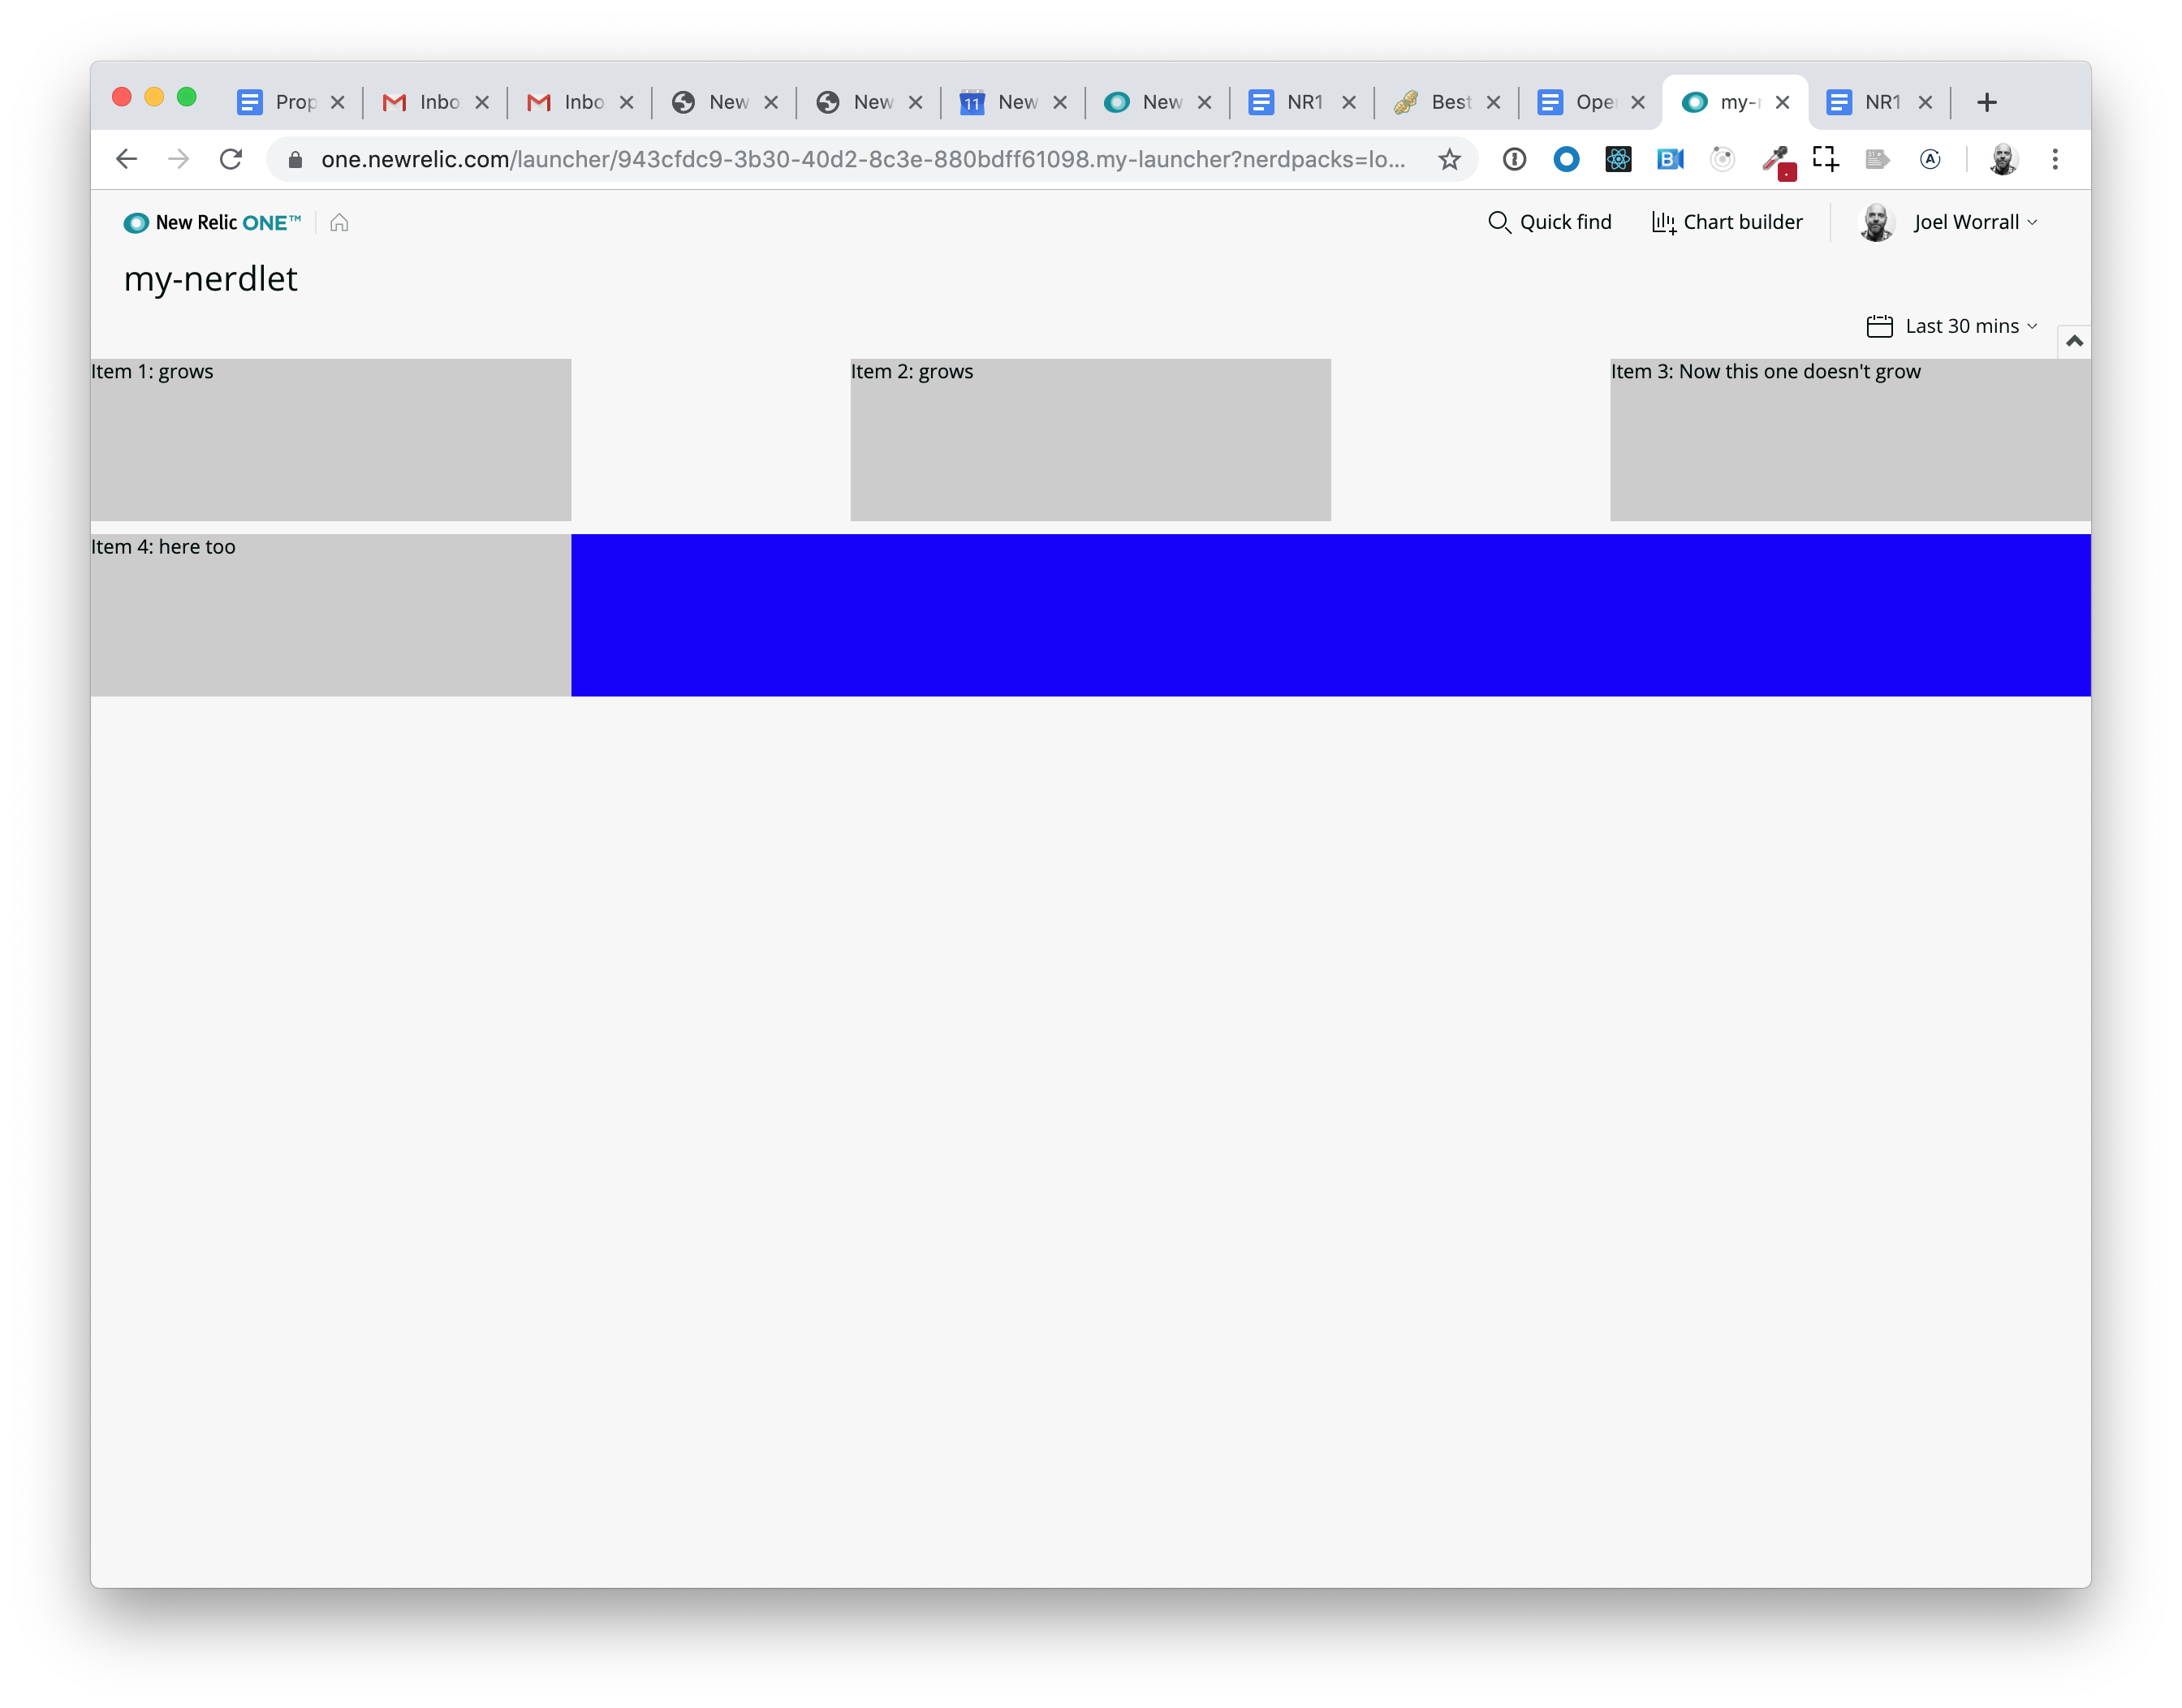 Prop
Inbo
Inbo
New
New
11
New
New
NR1
Best
Ope
my-
NR1
one.newrelic.com/launcher/943cfdc9-3b30-40d2-8c3e-880bdff61098.my-launcher?nerdpacks=lo...
New Relic ONE™
Quick find
Chart builder
Joel Worrall
my-nerdlet
Last 30 mins
Item 1: grows
Item 2: grows
Item 3: Now this one doesn't grow
Item 4: here too